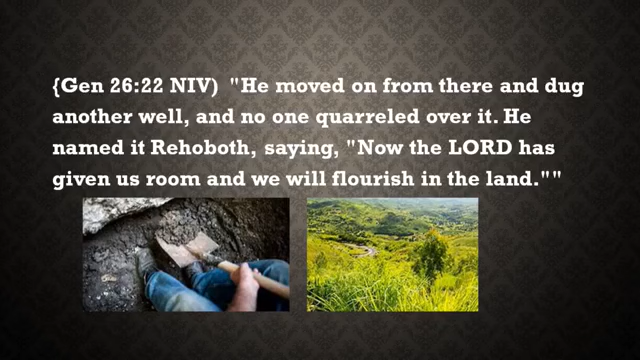 {Gen 26:22 NIV)  "He moved on from there and dug
another well, and no one quarreled over it. He
named it Rehoboth, saying, "Now the LORD has
given us room and we will flourish in the land.""